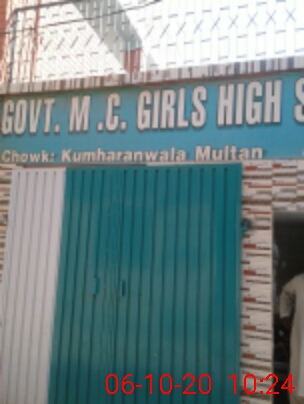 GOVT. M .C. GIRLS HIGH S
Chowk: Kumharanwala Multan
06-10-20 10:24